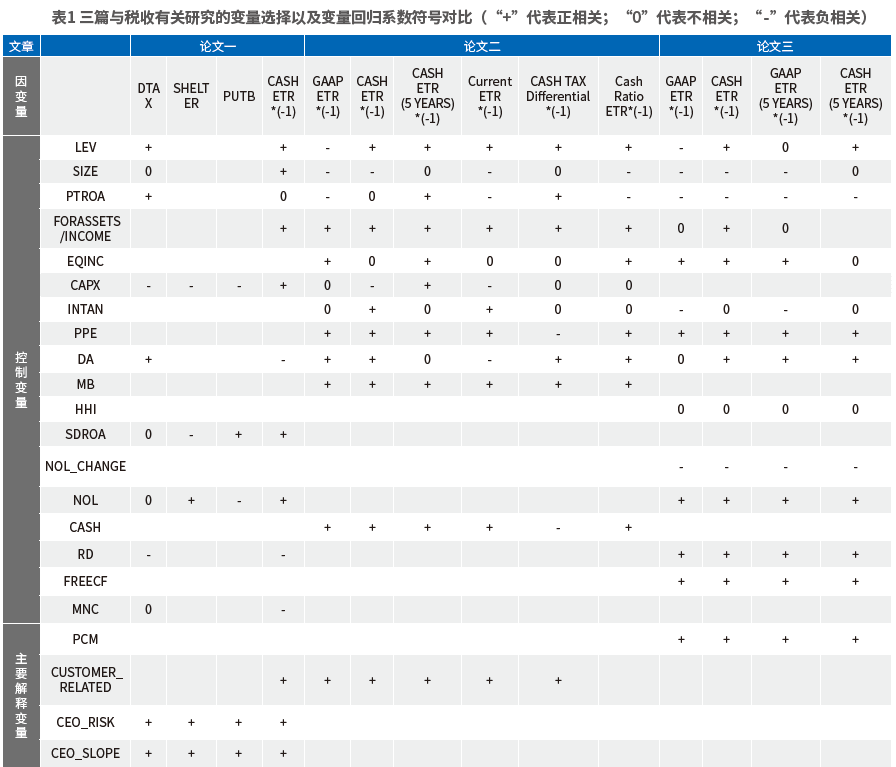 表1 三篇与税收有关研究的变量选择以及变量回归系数符号对比（“+”代表正相关；“0”代表不相关；“-”代表负相关）
文章 论文一 论文二 论文三
因变量 DTAX SHELTER PUTB CASH ETR *(-1) GAAP ETR *(-1) CASH ETR *(-1) CASH ETR (5 YEARS) *(-1) Current ETR *(-1) CASH TAX Differential *(-1) Cash Ratio ETR*(-1) GAAP ETR *(-1) CASH ETR *(-1) GAAP ETR (5 YEARS) *(-1) CASH ETR (5 YEARS) *(-1)
控制变量
LEV + + - + + + + + - + 0 +
SIZE 0 + - - 0 - 0 - - - - 0
PTROA + 0 - 0 + - + - - - - -
FORASSETS /INCOME + + + + + + + 0 + 0
EQINC + 0 + 0 0 + + + + 0
CAPX - - - + 0 - + - 0 0
INTAN 0 + 0 + 0 0 - 0 - 0
PPE + + + + - + + + + +
DA + - + + 0 - + + 0 + + +
MB + + + + + +
HHI 0 0 0 0
SDROA 0 - + +
NOL_CHANGE - - - -
NOL 0 + - + + + + +
CASH + + + + - +
RD - - + + + +
FREECF + + + +
MNC 0 -
主要解释变量
PCM + + + +
CUSTOMER_ RELATED + + + + + +
CEO_RISK + + + +
CEO_SLOPE + + + +